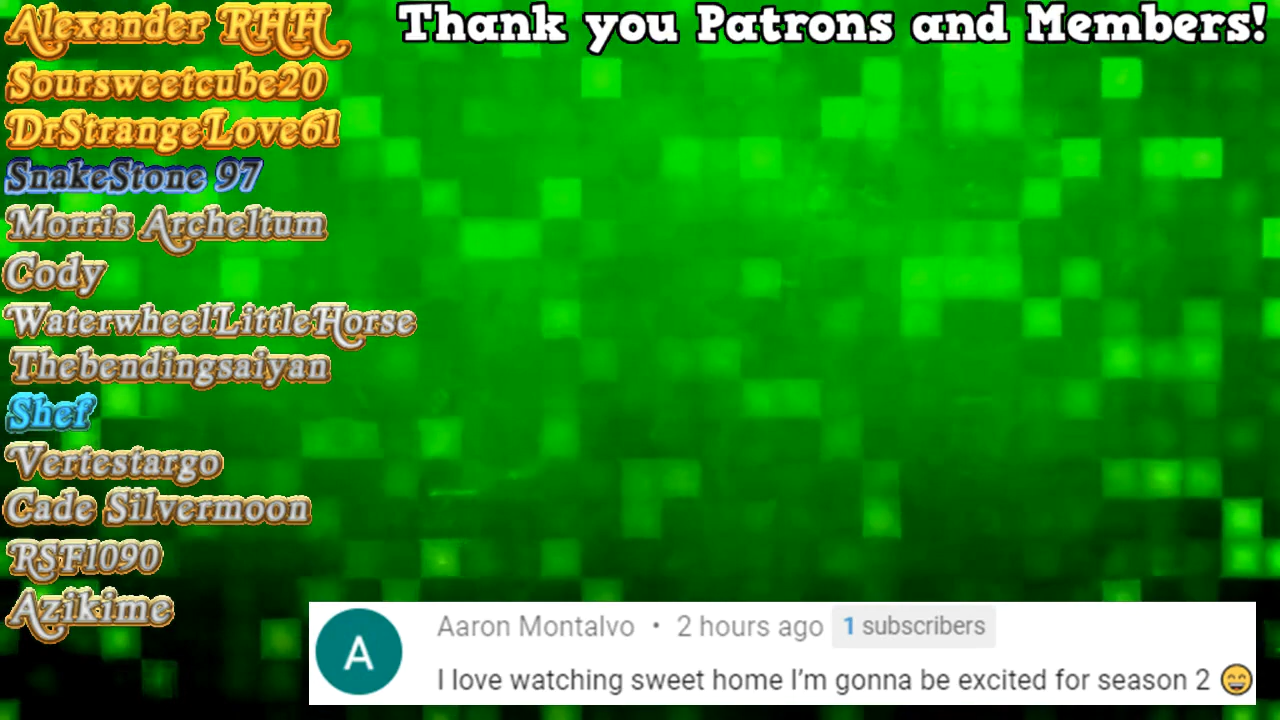 Thank you Patrons and Members!
Alexander RHH
Soursweetcube20
DrStrangeLove61
SnakeStone 97
Morris Archeltum
Cody
WaterwheelLittleHorse
Thebendingsaiyan
Shef
Vertestargo
Cade Silvermoon
RSF1090
Azikime
A
Aaron Montalvo • 2 hours ago 1 subscribers
I love watching sweet home I’m gonna be excited for season 2 😄